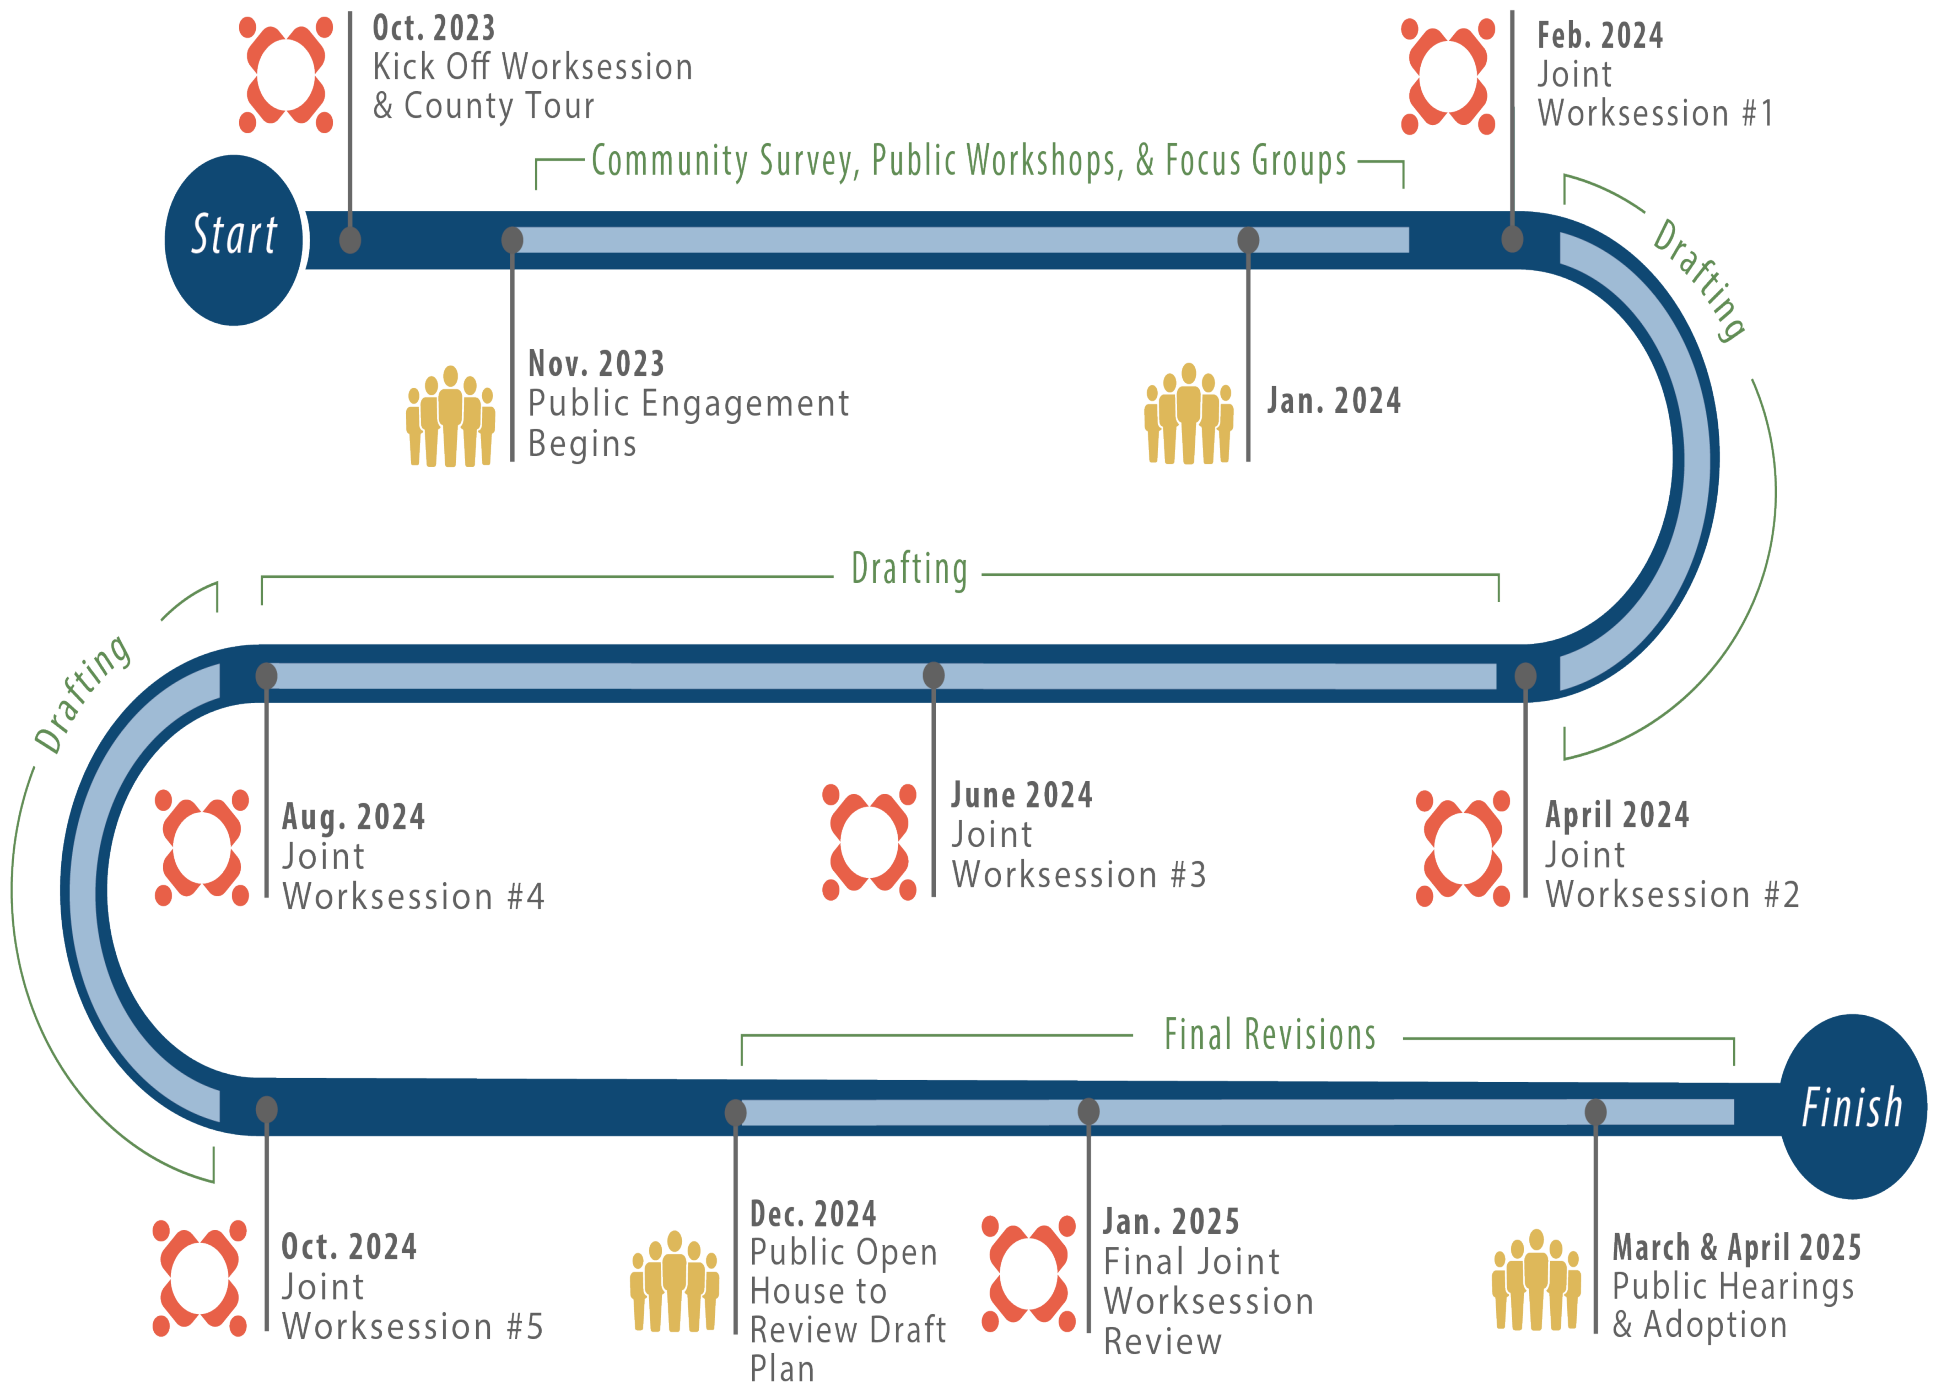 Oct. 2023
Kick Off Worksession
& County Tour
Feb. 2024
Joint
Worksession #1
Community Survey, Public Workshops, & Focus Groups
Start
Drafting
Nov. 2023
Public Engagement
Begins
Jan. 2024
Drafting
Drafting
April 2024
Joint
Worksession #2
June 2024
Joint
Worksession #3
Aug. 2024
Joint
Worksession #4
Final Revisions
Finish
Oct. 2024
Joint
Worksession #5
Dec. 2024
Public Open
House to
Review Draft
Plan
Jan. 2025
Final Joint
Worksession
Review
March & April 2025
Public Hearings
& Adoption